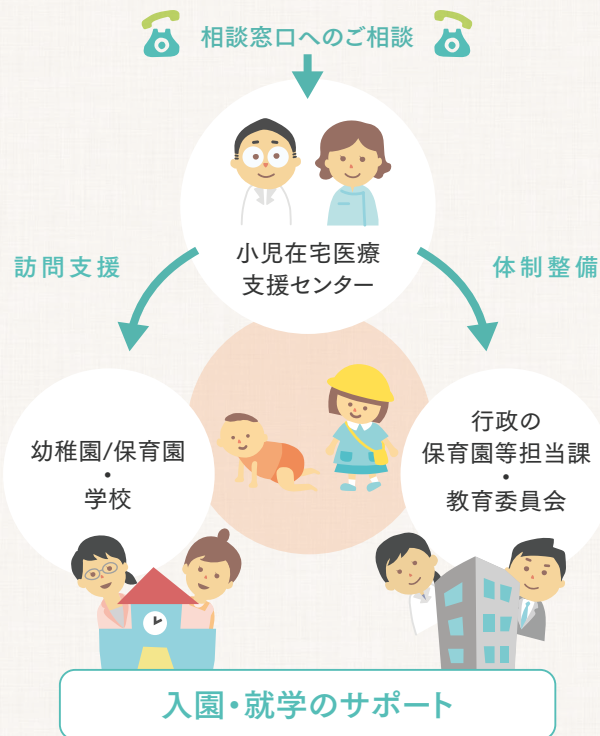 相談窓口へのご相談
小児在宅医療
支援センター
訪問支援
体制整備
幼稚園/保育園
・
学校
行政の
保育園等担当課
・
教育委員会
入園・就学のサポート